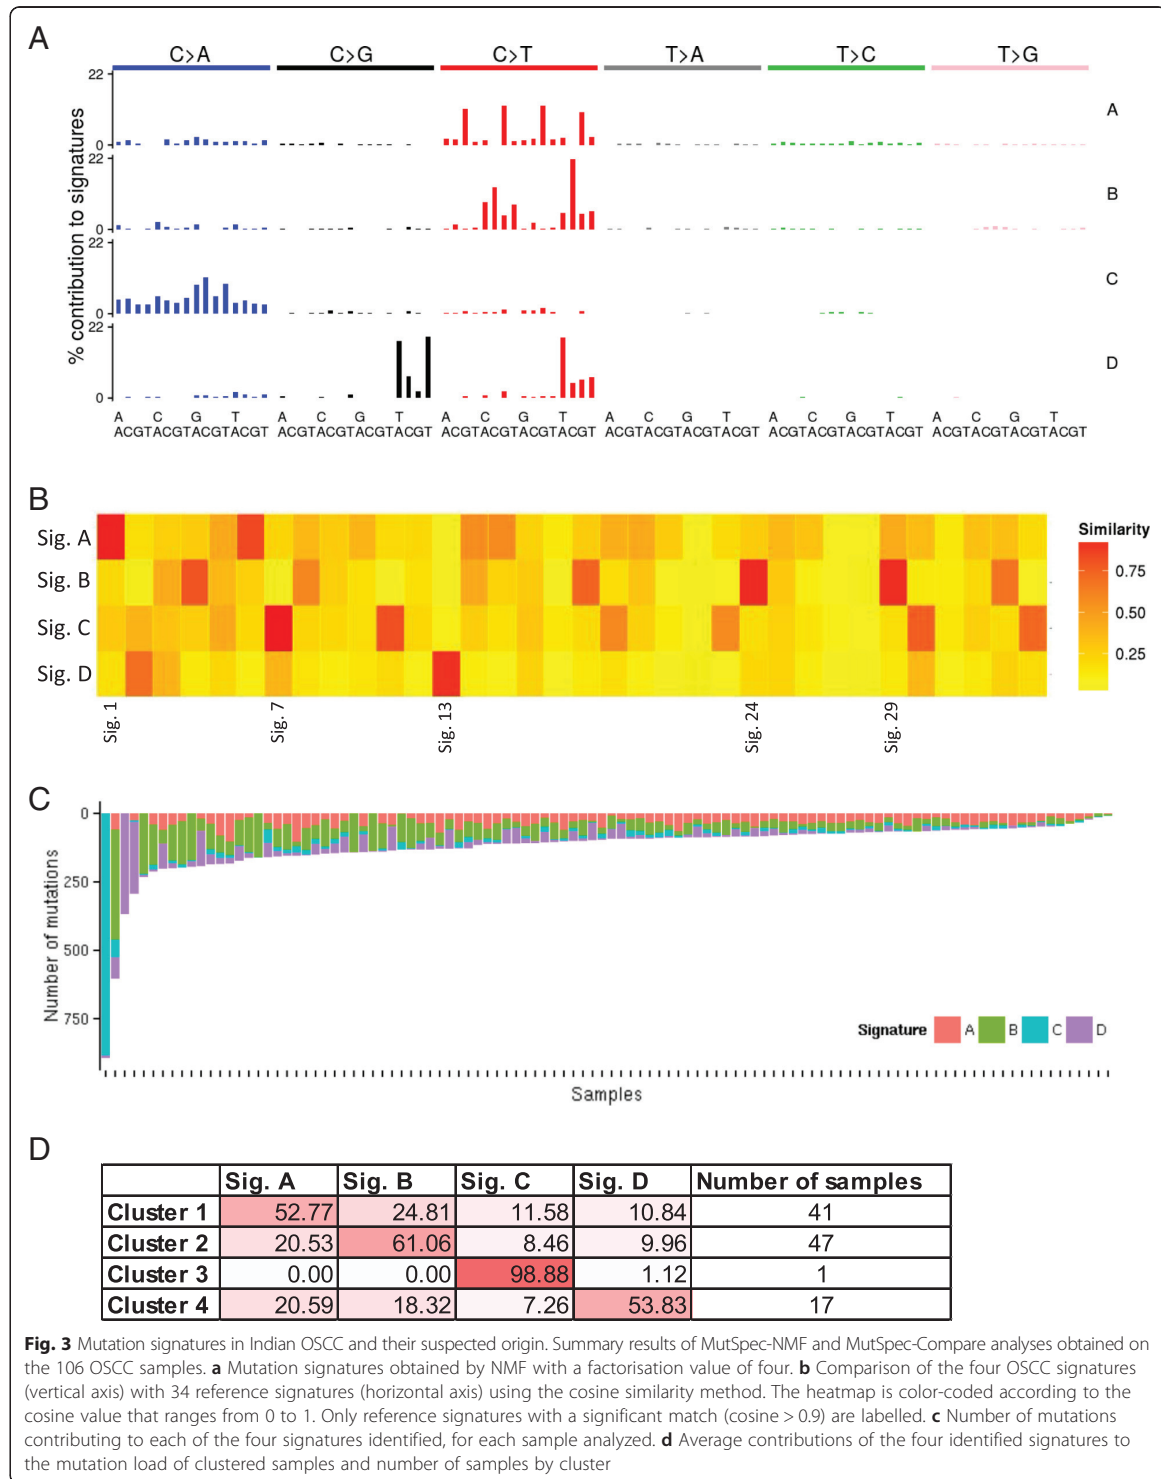 A
C>A C>G C>T T>A T>C T>G
% contribution to signatures
22
0
A
22
0
B
22
0
C
22
0
D
A C G T A C G T A C G T A C G T A C G T A C G T
ACGTACGTACGTACGT ACGTACGTACGTACGT ACGTACGTACGTACGT ACGTACGTACGTACGT ACGTACGTACGTACGT ACGTACGTACGTACGT
B
Sig. A
Sig. B
Sig. C
Sig. D
Sig. 1 Sig. 7 Sig. 13 Sig. 24 Sig. 29
Similarity
0.75
0.50
0.25
C
Number of mutations
0
250
500
750
Signature A B C D
Samples
D
Sig. A Sig. B Sig. C Sig. D Number of samples
Cluster 1 52.77 24.81 11.58 10.84 41
Cluster 2 20.53 61.06 8.46 9.96 47
Cluster 3 0.00 0.00 98.88 1.12 1
Cluster 4 20.59 18.32 7.26 53.83 17
Fig. 3 Mutation signatures in Indian OSCC and their suspected origin. Summary results of MutSpec-NMF and MutSpec-Compare analyses obtained on
the 106 OSCC samples. a Mutation signatures obtained by NMF with a factorisation value of four. b Comparison of the four OSCC signatures
(vertical axis) with 34 reference signatures (horizontal axis) using the cosine similarity method. The heatmap is color-coded according to the
cosine value that ranges from 0 to 1. Only reference signatures with a significant match (cosine > 0.9) are labelled. c Number of mutations
contributing to each of the four signatures identified, for each sample analyzed. d Average contributions of the four identified signatures to
the mutation load of clustered samples and number of samples by cluster